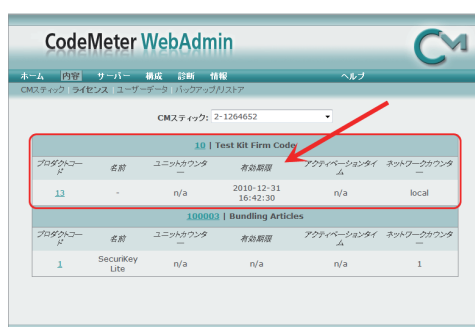 CodeMeter WebAdmin
CM
ホーム 内容 サーバー 構成 診断 情報 ヘルプ
CMスティック | ライセンス | ユーザーデータ | バックアップ/リストア
CMスティック: 2-1264652
10 | Test Kit Firm Code
プロダクトコード 名前 ユニットカウンター 有効期限 アクティベーションタイム ネットワークカウンター
13 - n/a 2010-12-31 16:42:30 n/a local
100003 | Bundling Articles
プロダクトコード 名前 ユニットカウンター 有効期限 アクティベーションタイム ネットワークカウンター
1 SecuriKey Lite n/a n/a n/a 1